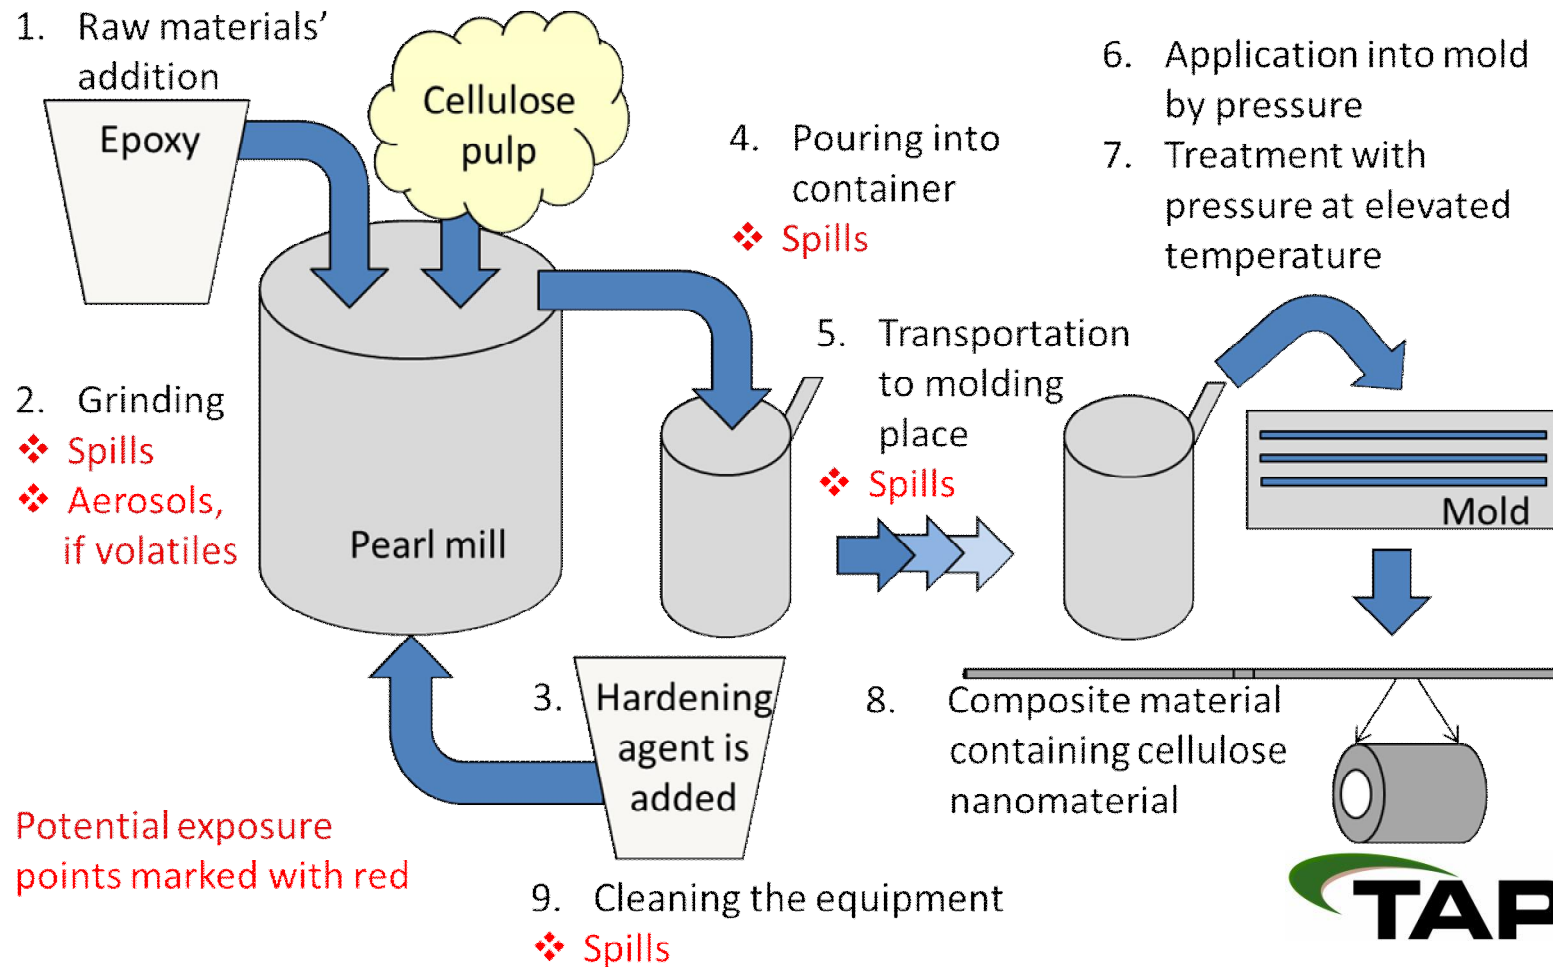 1. Raw materials'
addition
Epoxy
Cellulose
pulp
2. Grinding
❖ Spills
❖ Aerosols,
if volatiles
Pearl mill
3. Hardening
agent is
added
4. Pouring into
container
❖ Spills
5. Transportation
to molding
place
❖ Spills
6. Application into mold
by pressure
7. Treatment with
pressure at elevated
temperature
Mold
8. Composite material
containing cellulose
nanomaterial
9. Cleaning the equipment
❖ Spills
Potential exposure
points marked with red
TAP